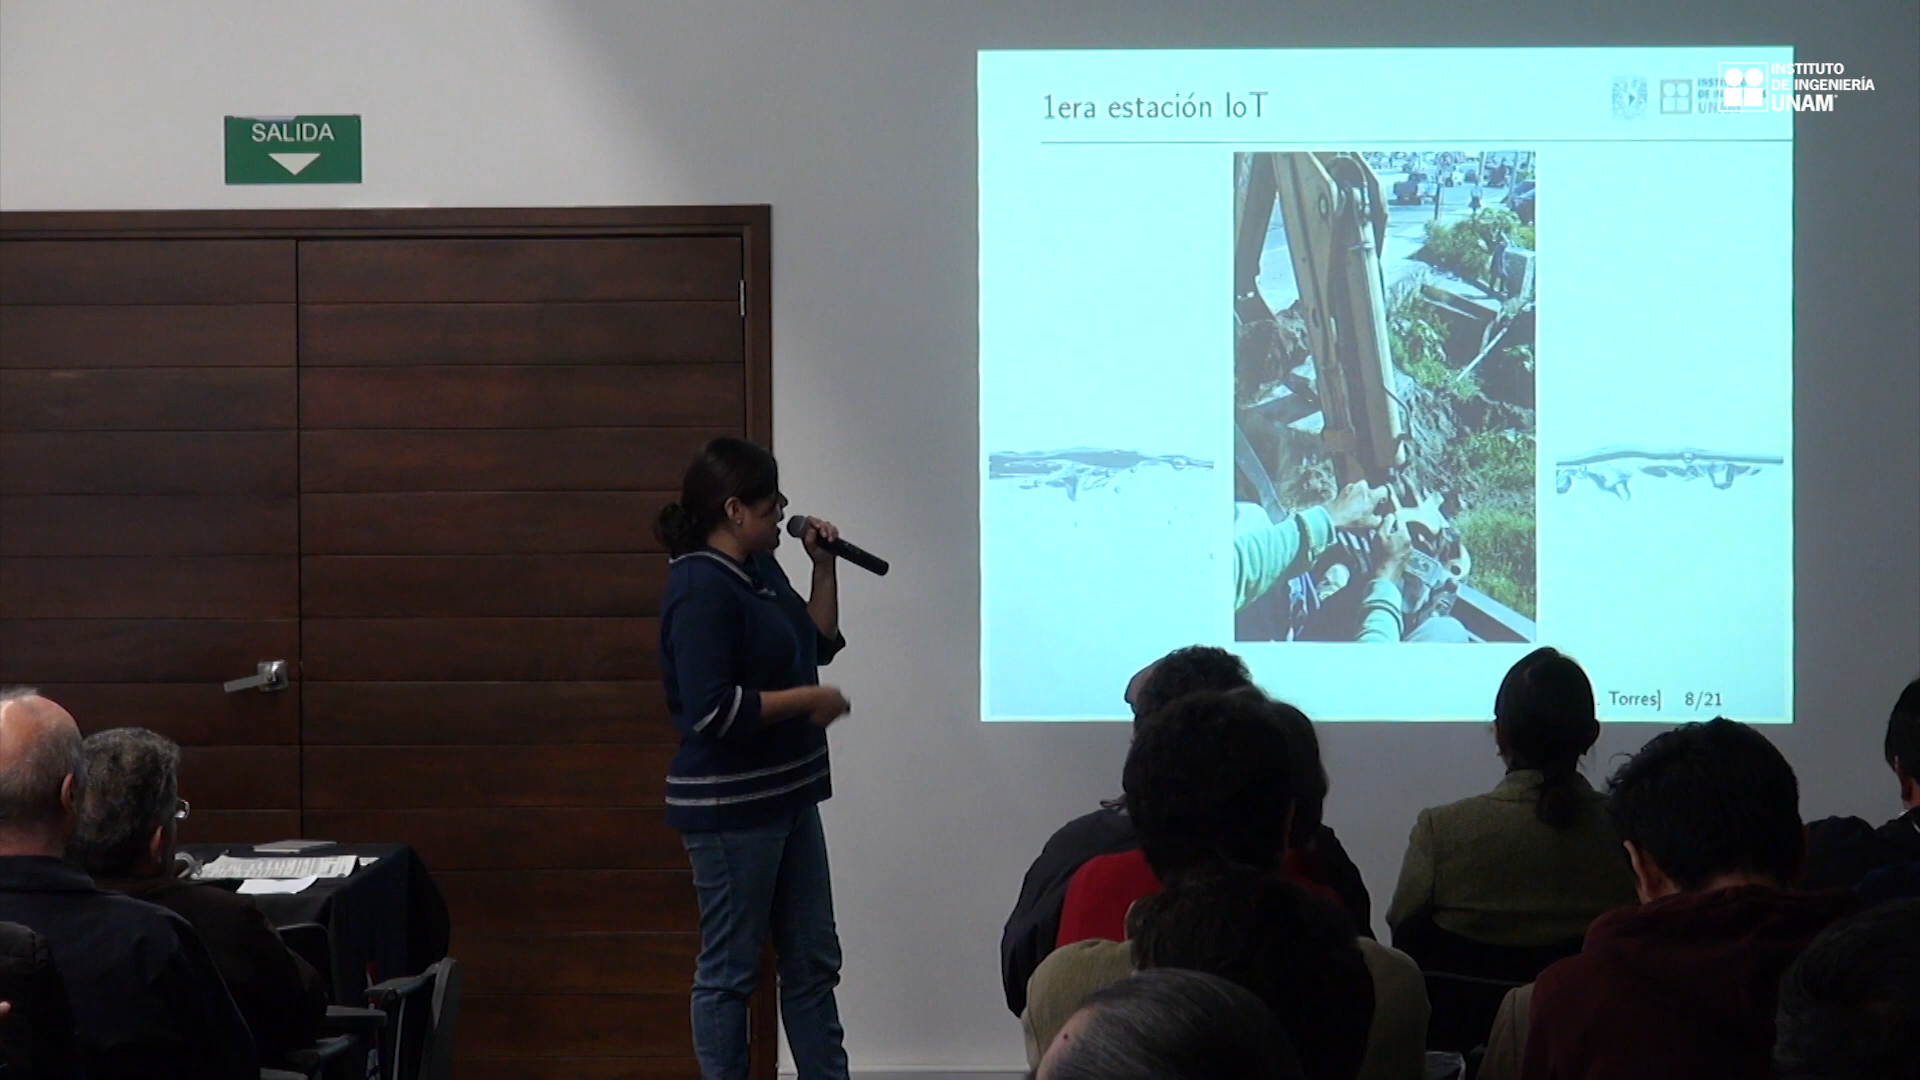 SALIDA
1era estación IoT
INSTITUTO
DE INGENIERÍA
UNAM
Torres] 8/21